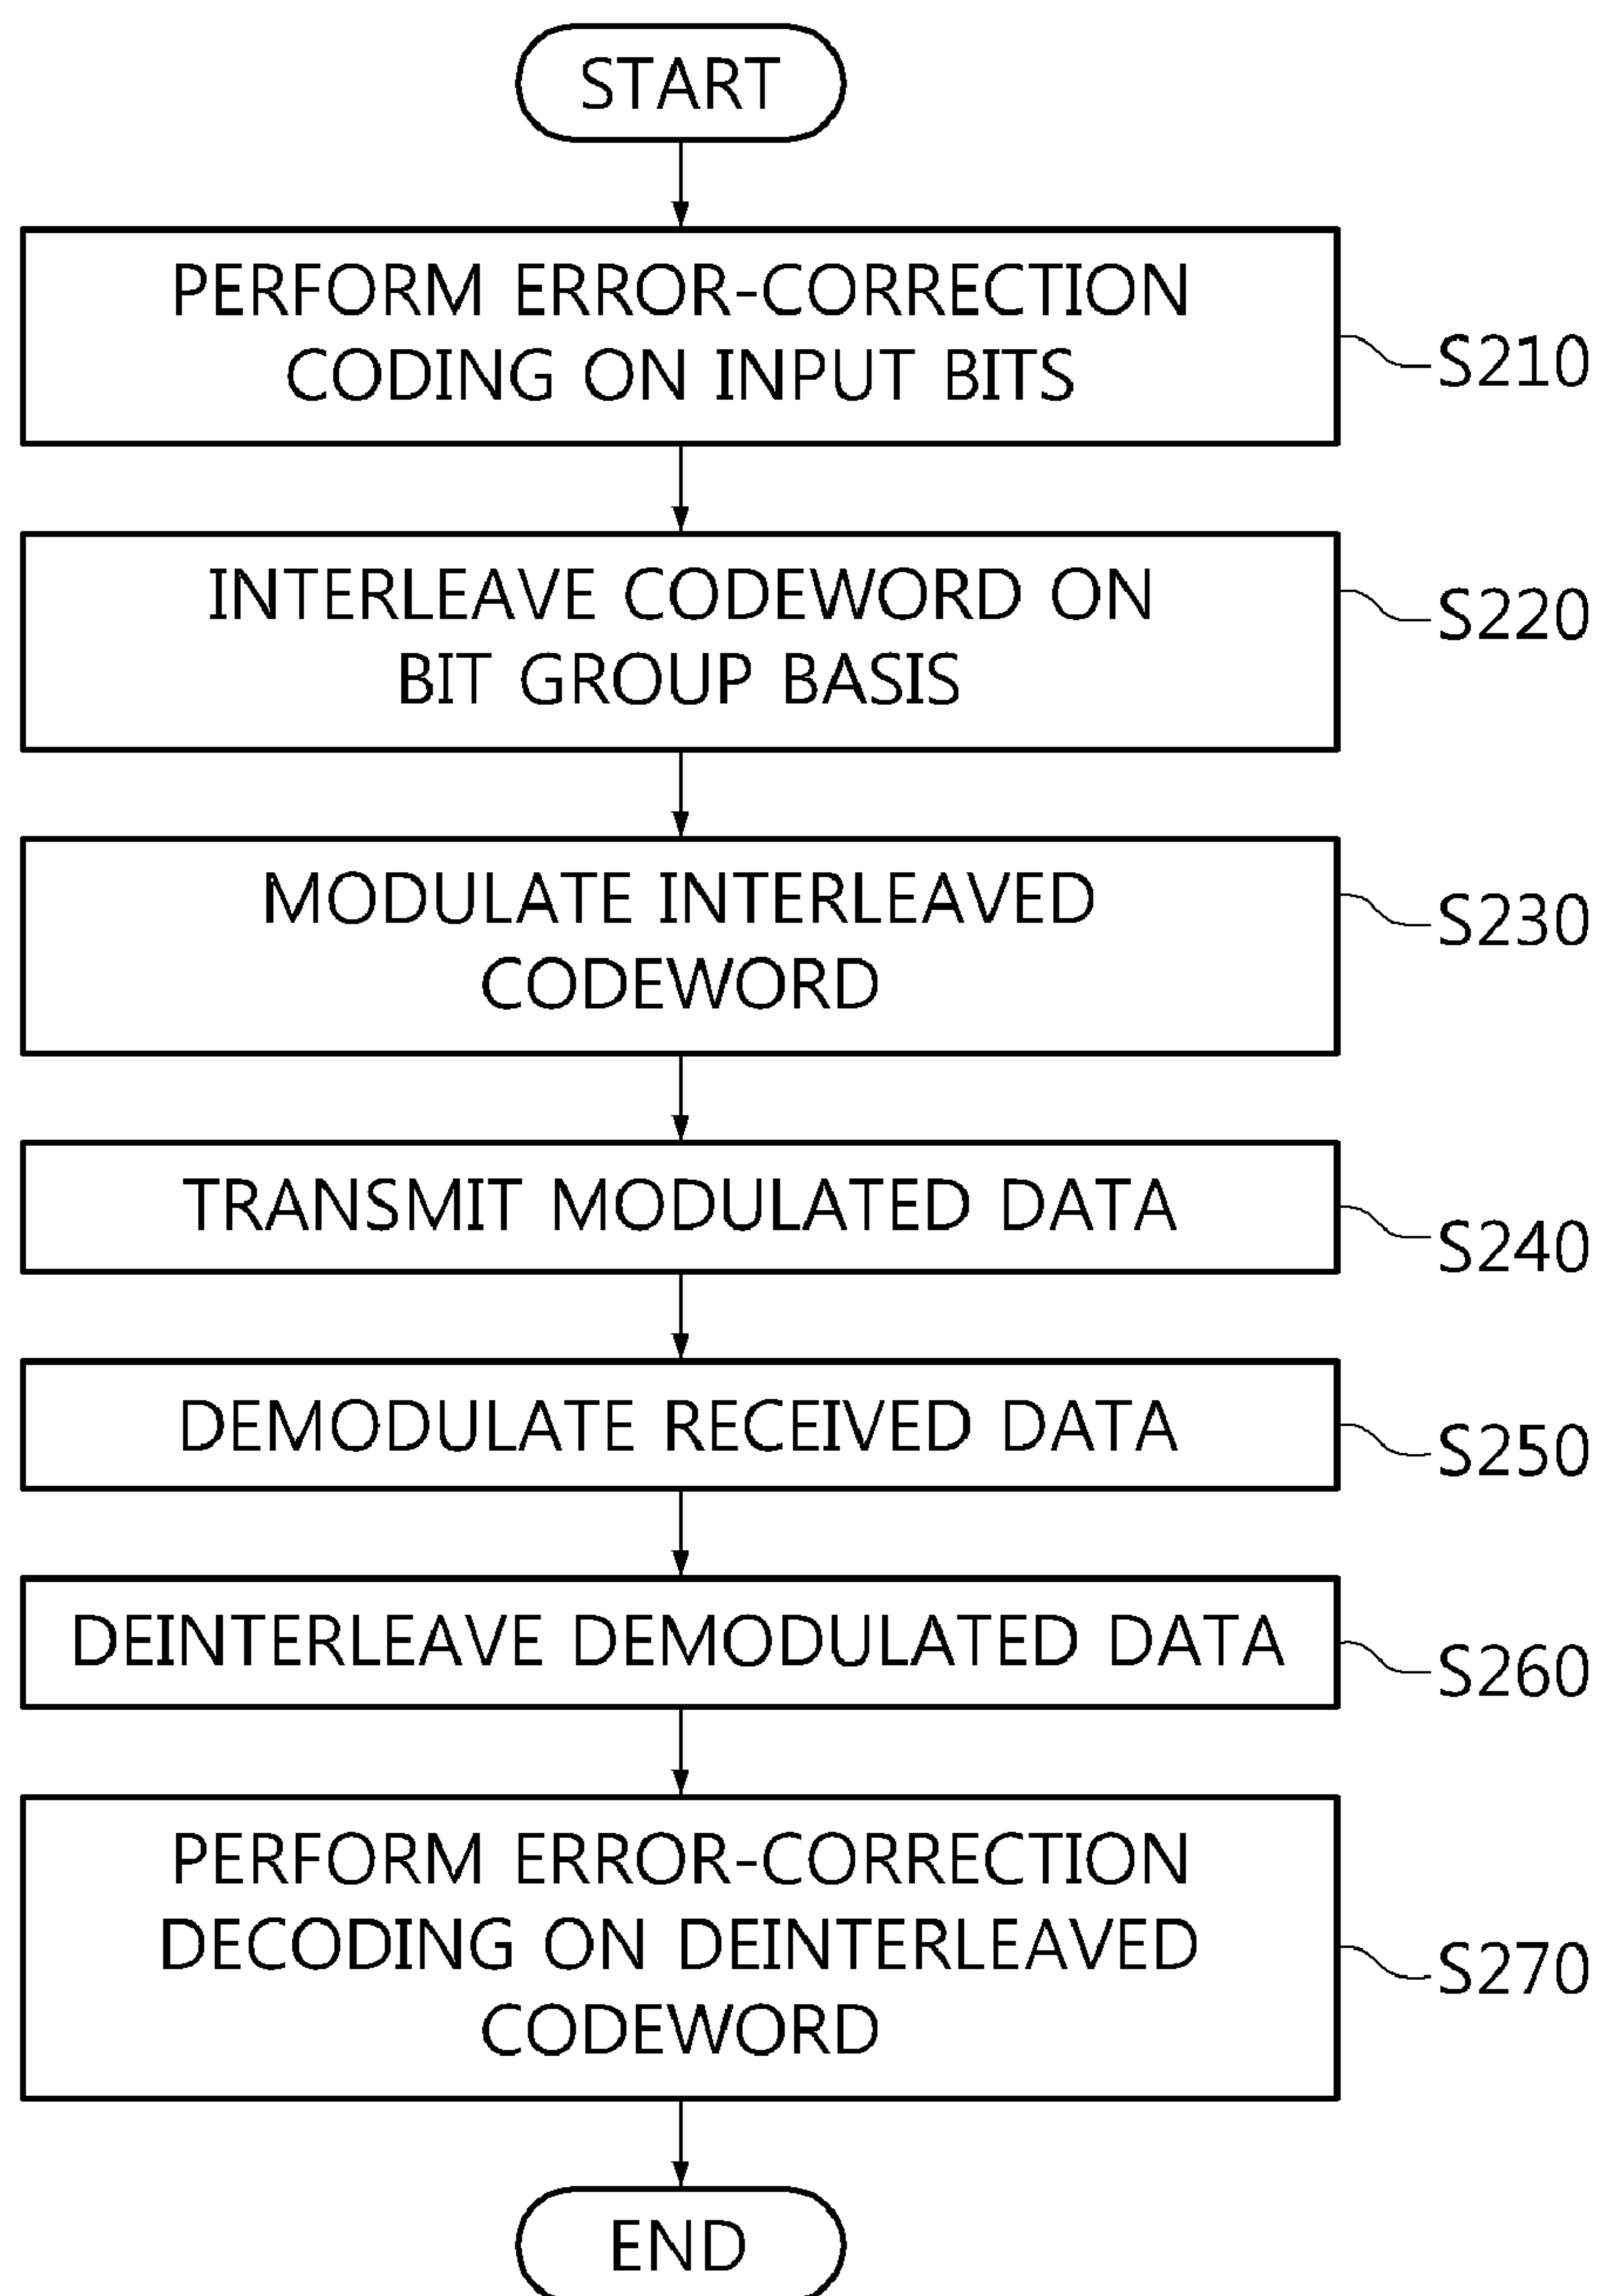 START
PERFORM ERROR-CORRECTION
CODING ON INPUT BITS
S210
INTERLEAVE CODEWORD ON
BIT GROUP BASIS
S220
MODULATE INTERLEAVED
CODEWORD
S230
TRANSMIT MODULATED DATA
S240
DEMODULATE RECEIVED DATA
S250
DEINTERLEAVE DEMODULATED DATA
S260
PERFORM ERROR-CORRECTION
DECODING ON DEINTERLEAVED
CODEWORD
S270
END